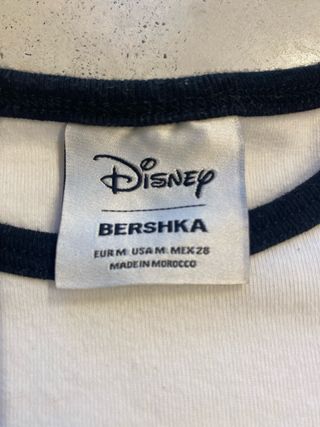 Disney
BERSHKA
EUR M USA M MEX 28
MADE IN MOROCCO